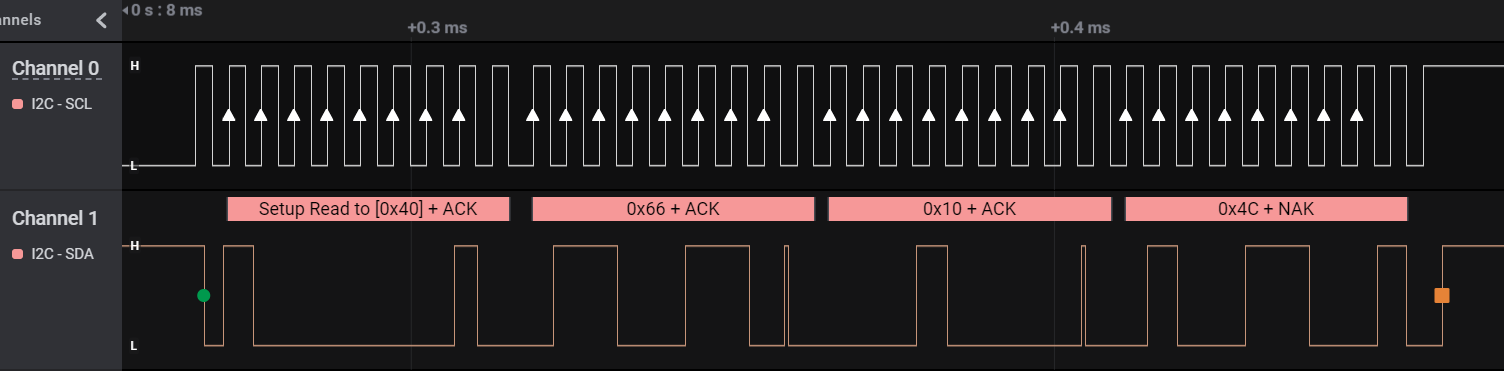 nnels
0 s : 8 ms
+0.3 ms
+0.4 ms
Channel 0
I2C - SCL
H
L
Channel 1
I2C - SDA
Setup Read to [0x40] + ACK
0x66 + ACK
0x10 + ACK
0x4C + NAK
H
L